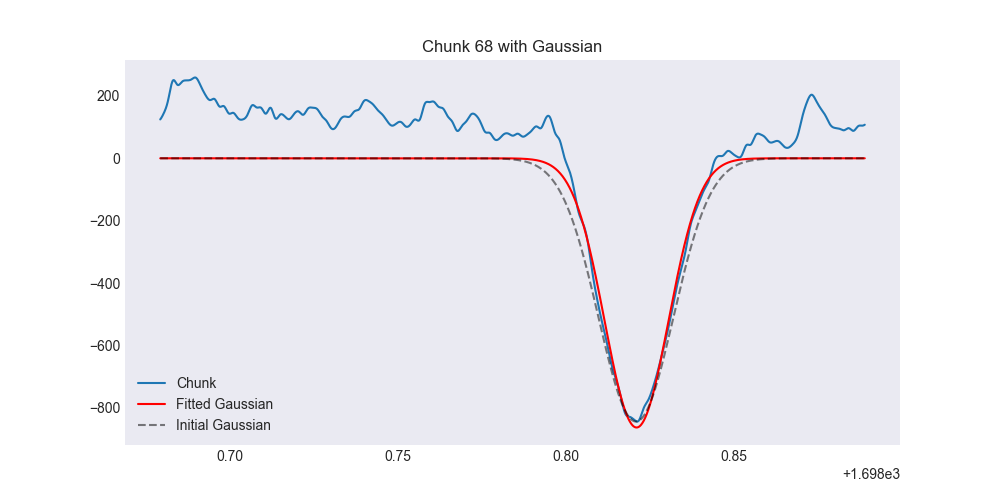 Chunk 68 with Gaussian
200
0
−200
−400
−600
−800
Chunk
Fitted Gaussian
Initial Gaussian
0.70 0.75 0.80 0.85
+1.698e3